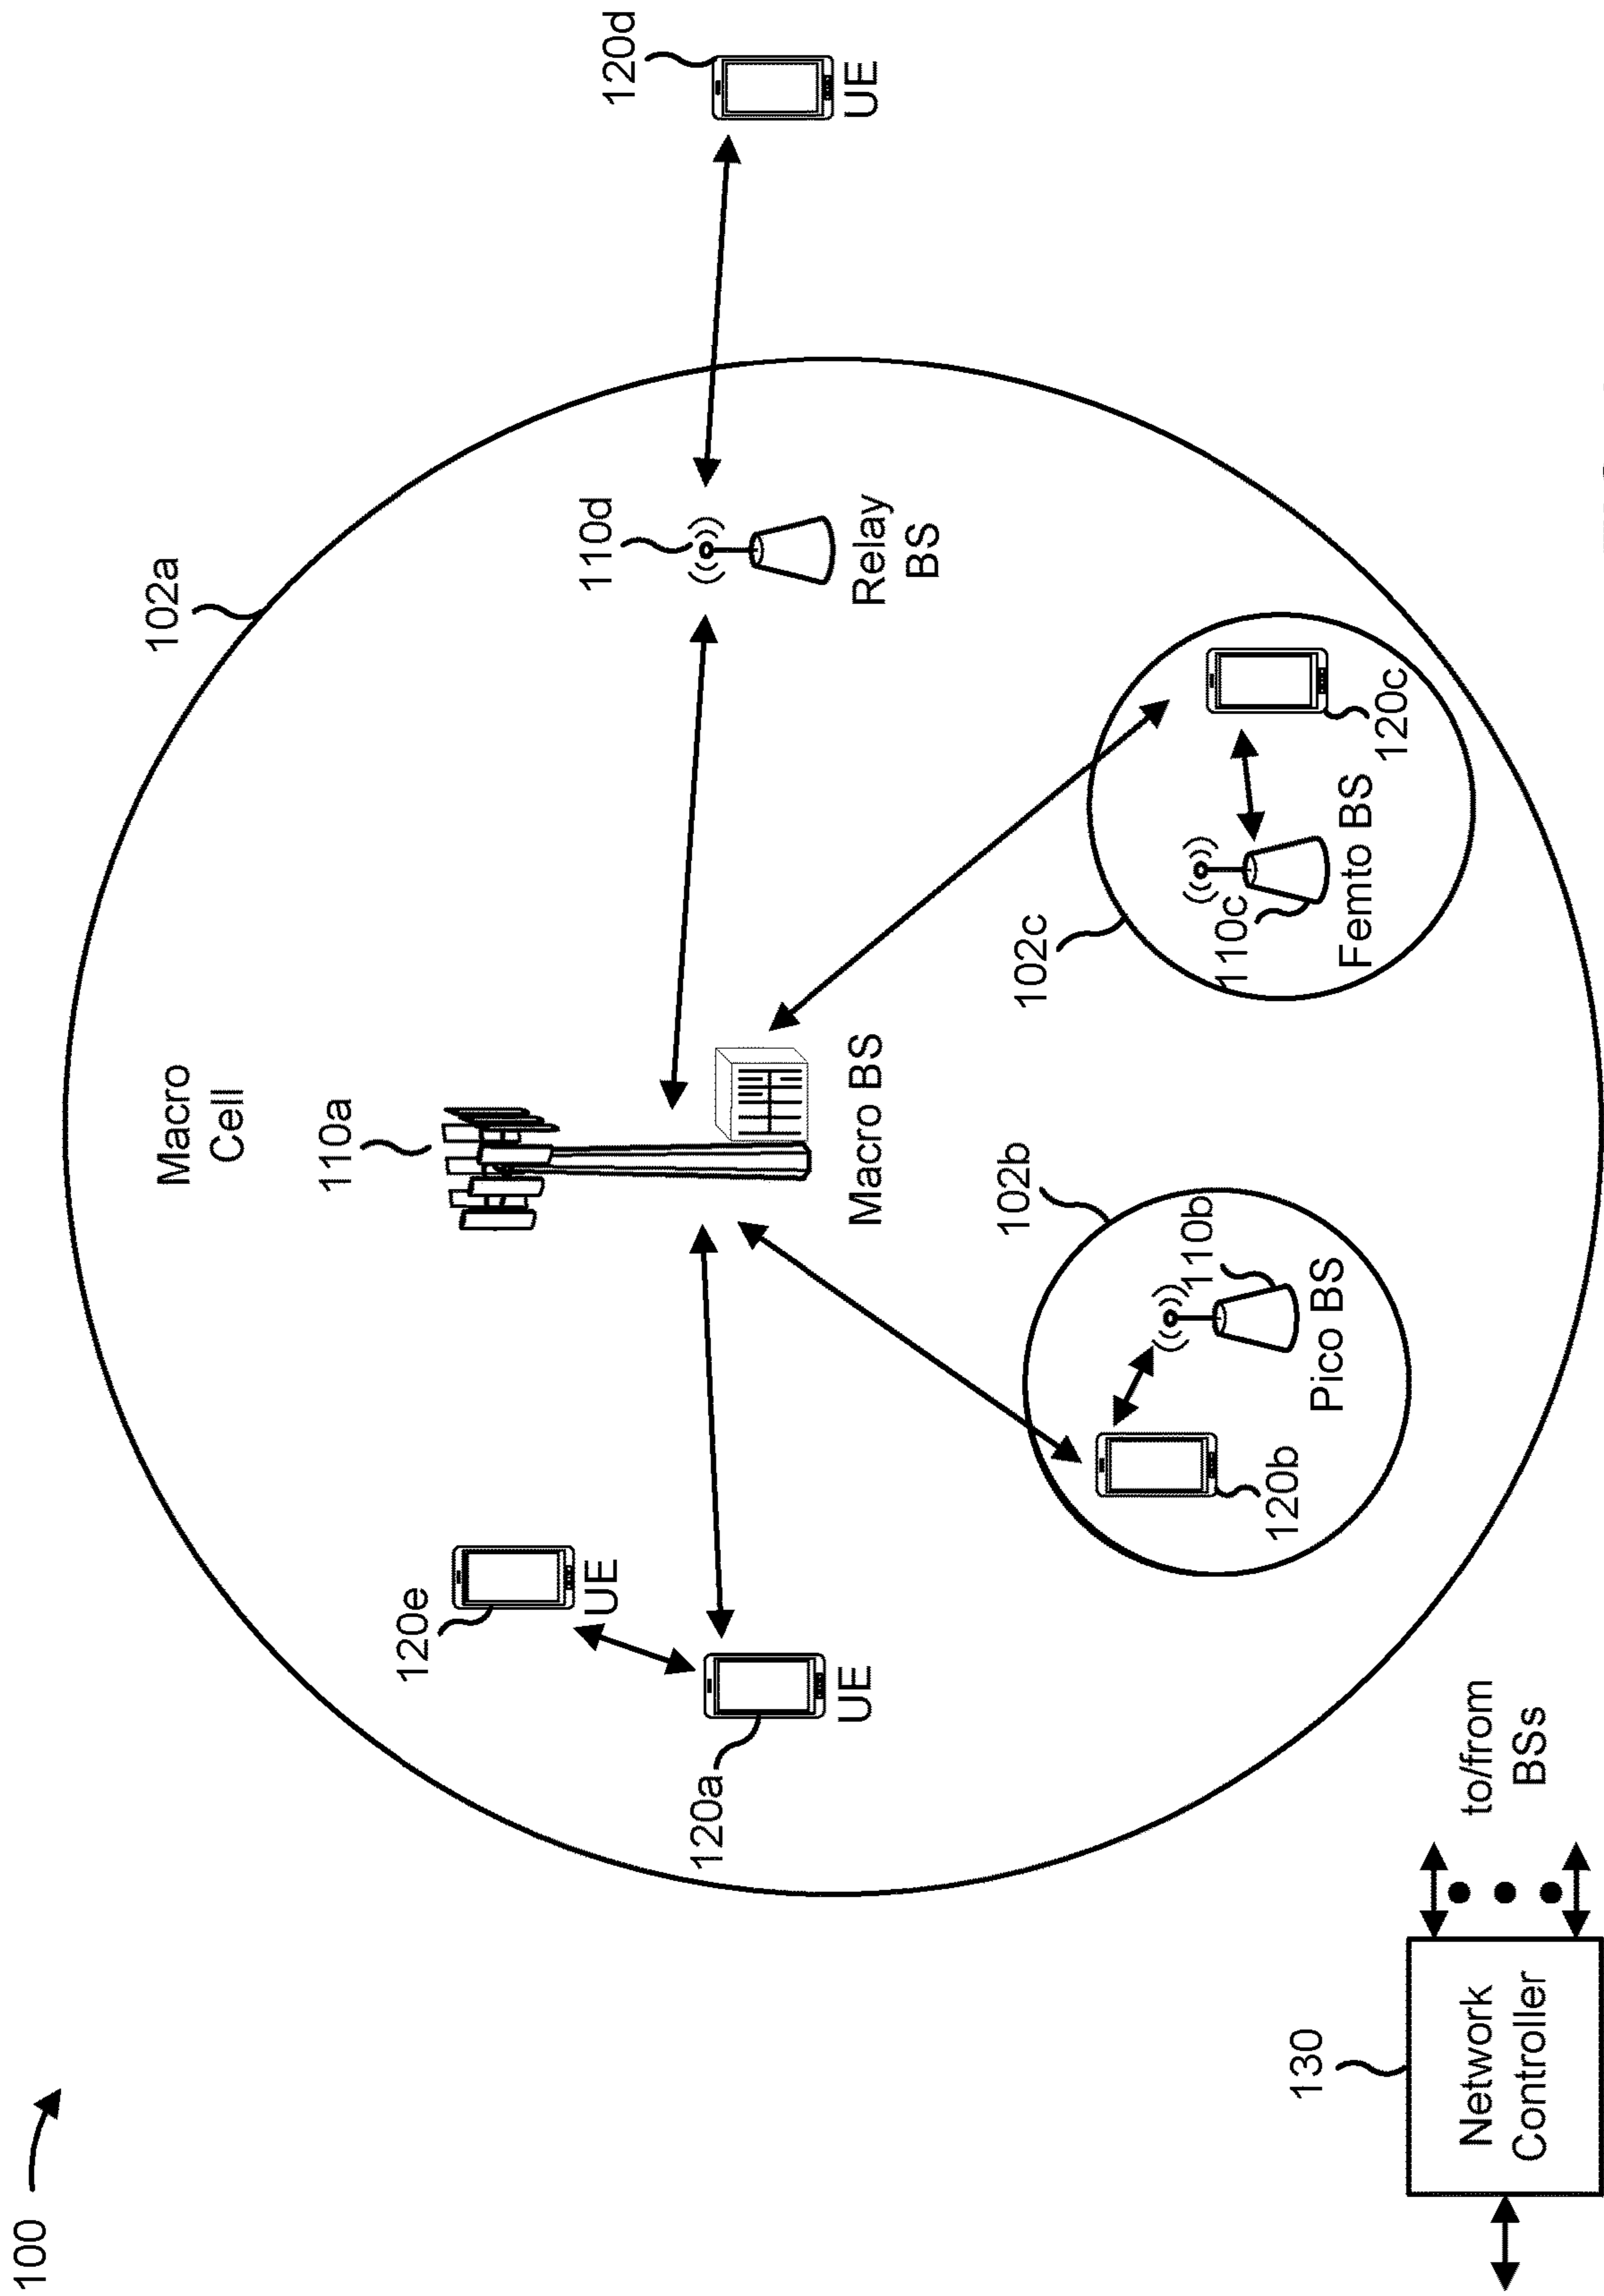 100
102a
Macro
Cell
110a
120d
UE
110d
Relay
BS
120e
UE
120a
UE
Macro BS
102b
110b
Pico BS
120b
102c
110c
Femto BS
120c
130
Network
Controller
to/from
BSs